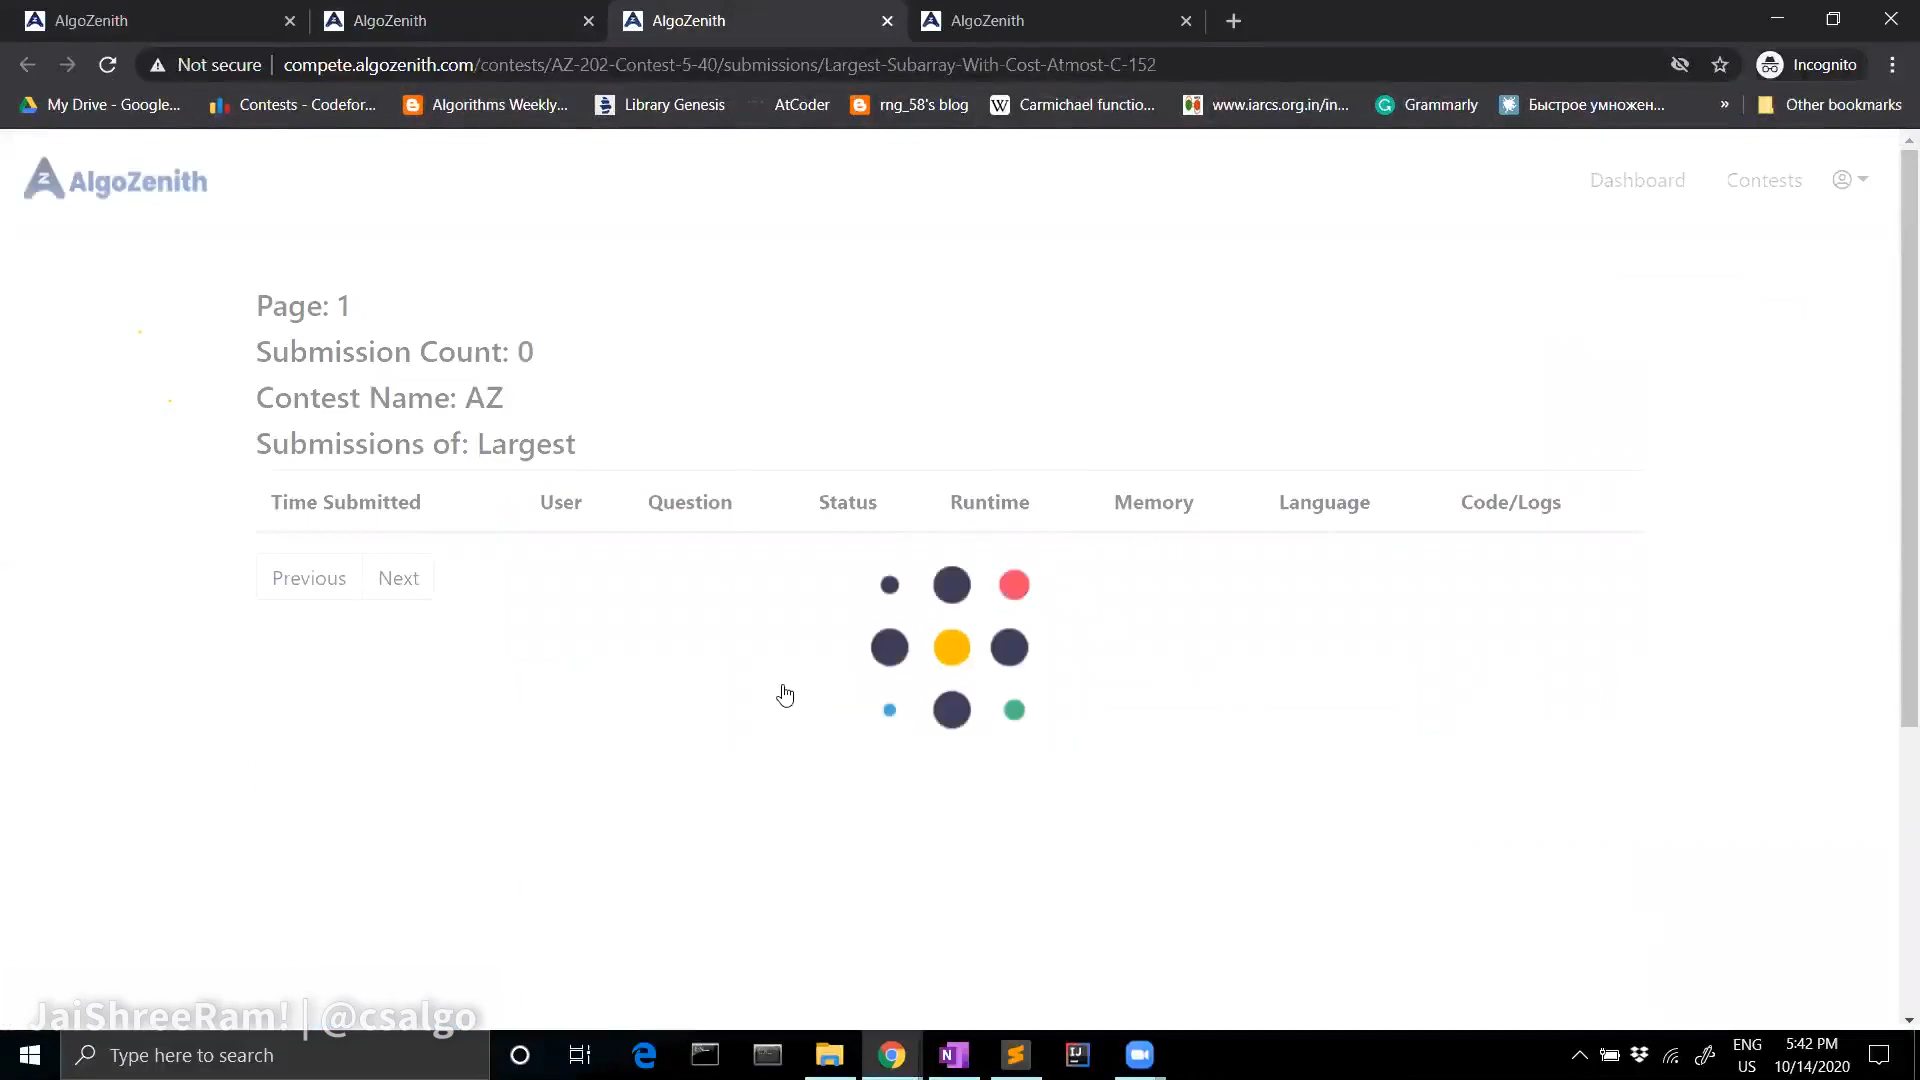 AlgoZenith AlgoZenith AlgoZenith AlgoZenith
Not secure compete.algozenith.com/contests/AZ-202-Contest-5-40/submissions/Largest-Subarray-With-Cost-Atmost-C-152 Incognito
My Drive - Google... Contests - Codefor... Algorithms Weekly... Library Genesis AtCoder rng_58's blog Carmichael functio... www.iarcs.org.in/in... Grammarly Быстрое умножен... » Other bookmarks
AlgoZenith Dashboard Contests
Page: 1
Submission Count: 0
Contest Name: AZ
Submissions of: Largest
Time Submitted User Question Status Runtime Memory Language Code/Logs
Previous Next
JaiShreeRam! | @csalgo
Type here to search ENG 5:42 PM
US 10/14/2020